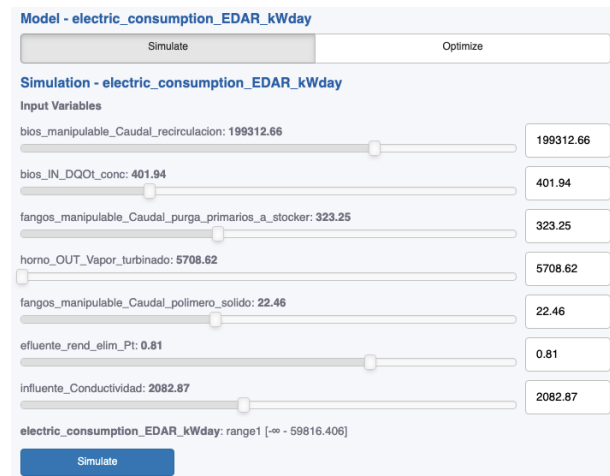 Model - electric_consumption_EDAR_kWday
Simulate Optimize
Simulation - electric_consumption_EDAR_kWday
Input Variables
bios_manipulable_Caudal_recirculacion: 199312.66
199312.66
bios_IN_DQOt_conc: 401.94
401.94
fangos_manipulable_Caudal_purga_primarios_a_stocker: 323.25
323.25
horno_OUT_Vapor_turbinado: 5708.62
5708.62
fangos_manipulable_Caudal_polimero_solido: 22.46
22.46
efluente_rend_elim_Pt: 0.81
0.81
influente_Conductividad: 2082.87
2082.87
electric_consumption_EDAR_kWday: range1 [-∞ - 59816.406]
Simulate